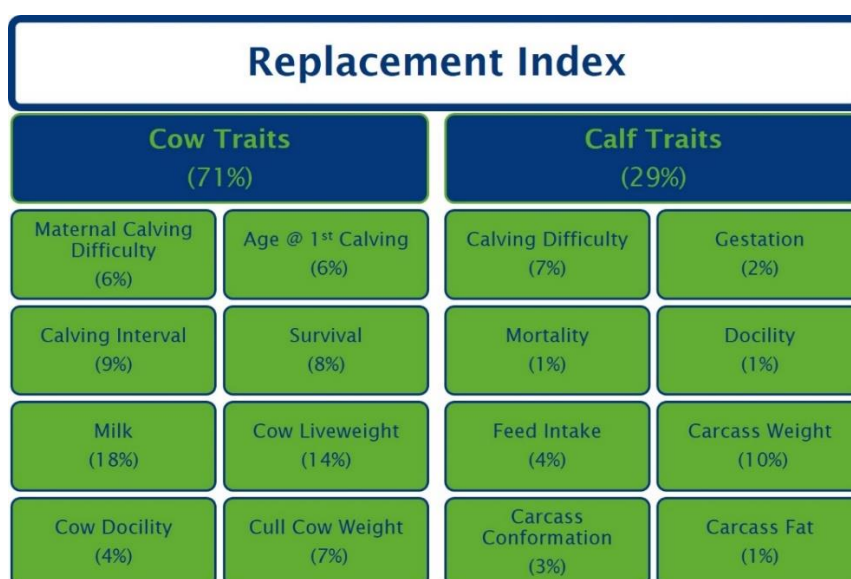 Replacement Index
Cow Traits
(71%)
Calf Traits
(29%)
Maternal Calving
Difficulty
(6%)
Age @ 1st Calving
(6%)
Calving Difficulty
(7%)
Gestation
(2%)
Calving Interval
(9%)
Survival
(8%)
Mortality
(1%)
Docility
(1%)
Milk
(18%)
Cow Liveweight
(14%)
Feed Intake
(4%)
Carcass Weight
(10%)
Cow Docility
(4%)
Cull Cow Weight
(7%)
Carcass
Conformation
(3%)
Carcass Fat
(1%)